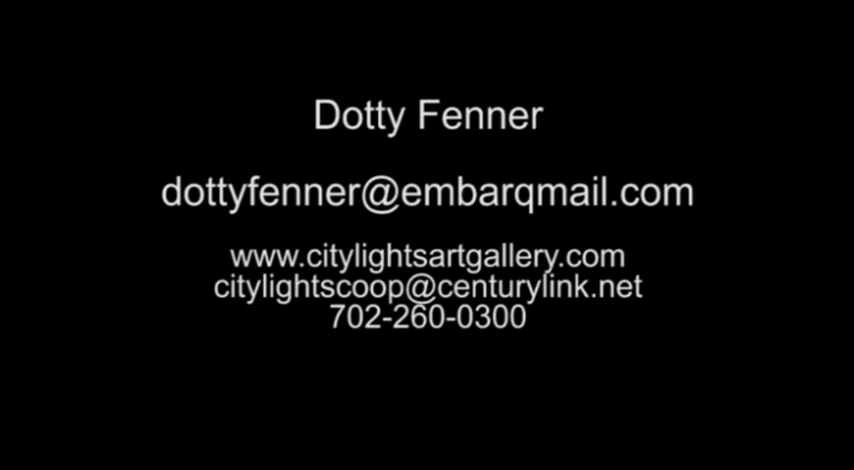 Dotty Fenner
dottyfenner@embarqmail.com
www.citylightsartgallery.com
citylightscoop@centurylink.net
702-260-0300